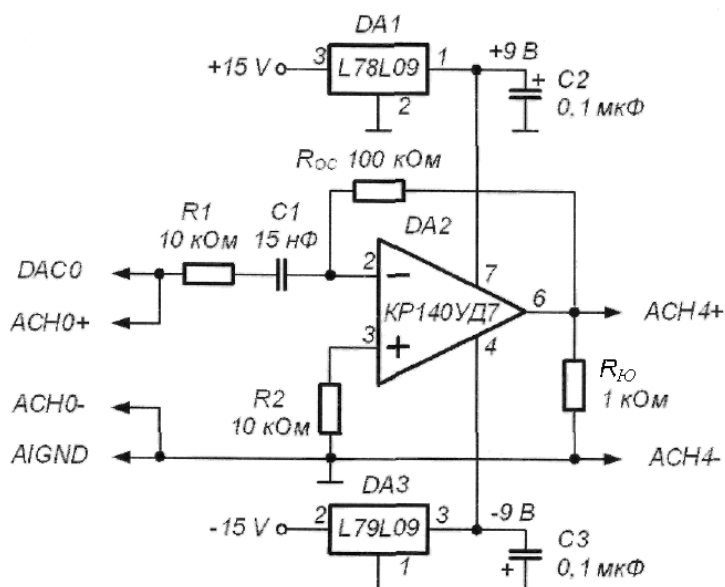 DA1
+15 V
3
L78L09
1
2
+9 В
+
C2
0,1 мкФ
Rос 100 кОм
R1
10 кОм
C1
15 нФ
DA2
DAC0
ACH0+
2
−
7
КР140УД7
6
ACH4+
3
+
4
ACH0-
R2
10 кОм
RЮ
1 кОм
AIGND
ACH4-
DA3
-15 V
2
L79L09
3
1
-9 В
C3
+
0,1 мкФ